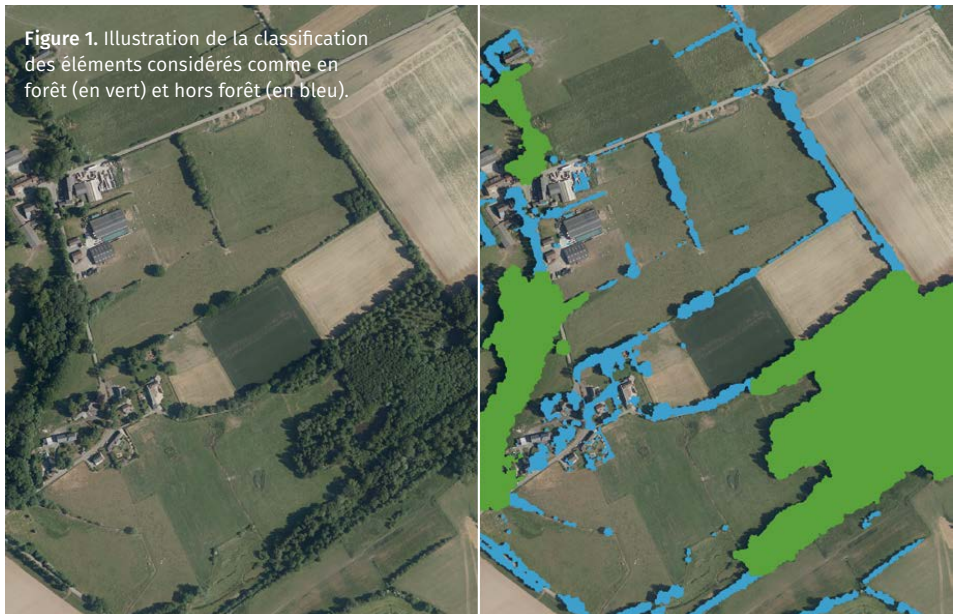 Figure 1. Illustration de la classification
des éléments considérés comme en
forêt (en vert) et hors forêt (en bleu).